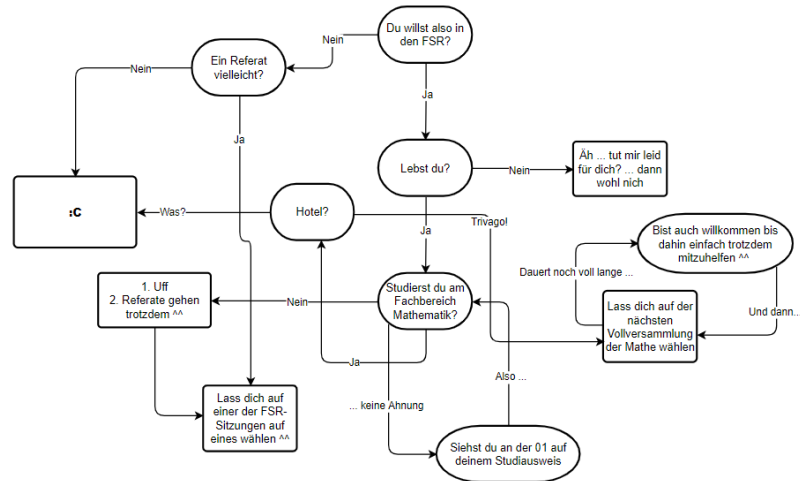 Du willst also in
den FSR?
Nein
Ein Referat
vielleicht?
Nein
Ja
Ja
Lebst du?
Nein
Äh ... tut mir leid
für dich? ... dann
wohl nich
:C
Was?
Hotel?
Trivago!
Ja
Bist auch willkommen bis
dahin einfach trotzdem
mitzuhelfen ^^
Dauert noch voll lange ...
Und dann...
1. Uff
2. Referate gehen
trotzdem ^^
Nein
Studierst du am
Fachbereich
Mathematik?
Lass dich auf der
nächsten
Vollversammlung
der Mathe wählen
Ja
Also ...
Lass dich auf
einer der FSR-
Sitzungen auf
eines wählen ^^
... keine Ahnung
Siehst du an der 01 auf
deinem Studiausweis